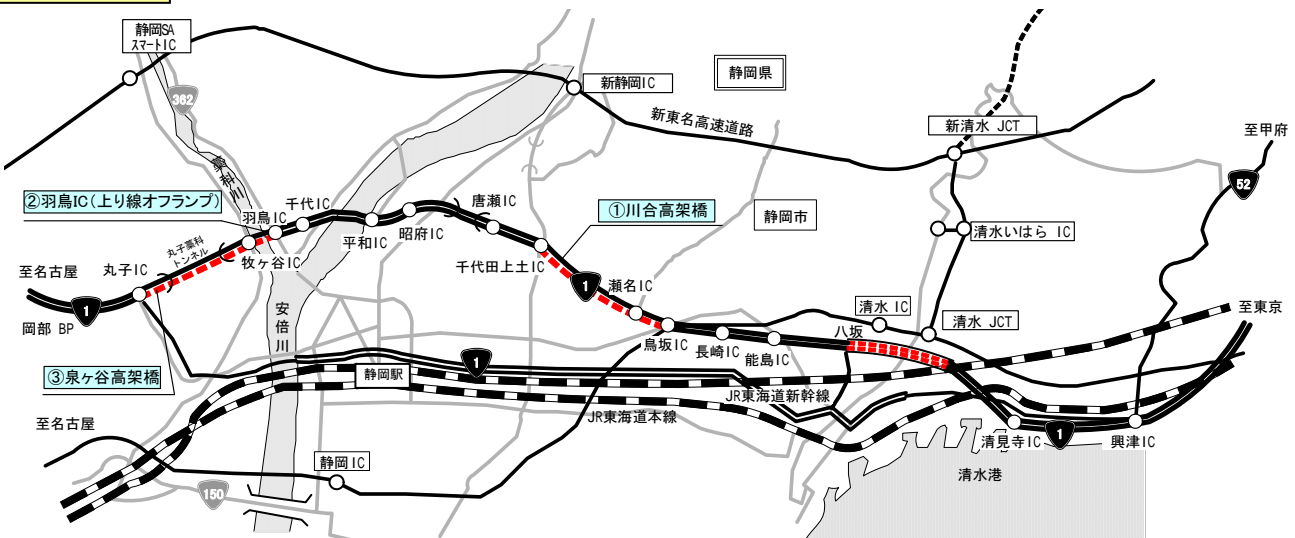 静岡SA
スマートIC
362
藁科川
新静岡IC
静岡県
新東名高速道路
新清水 JCT
至甲府
52
②羽鳥IC(上り線オフランプ)
羽鳥IC
千代IC
平和IC
昭府IC
唐瀬IC
①川合高架橋
静岡市
清水いはら IC
丸子藁科
トンネル
牧ヶ谷IC
千代田上土IC
至名古屋
丸子IC
1
岡部 BP
1
瀬名IC
鳥坂IC
長崎IC
能島IC
八坂
清水 IC
清水 JCT
至東京
安倍川
③泉ヶ谷高架橋
静岡駅
1
JR東海道新幹線
JR東海道本線
至名古屋
静岡 IC
150
清見寺IC
1
興津IC
清水港